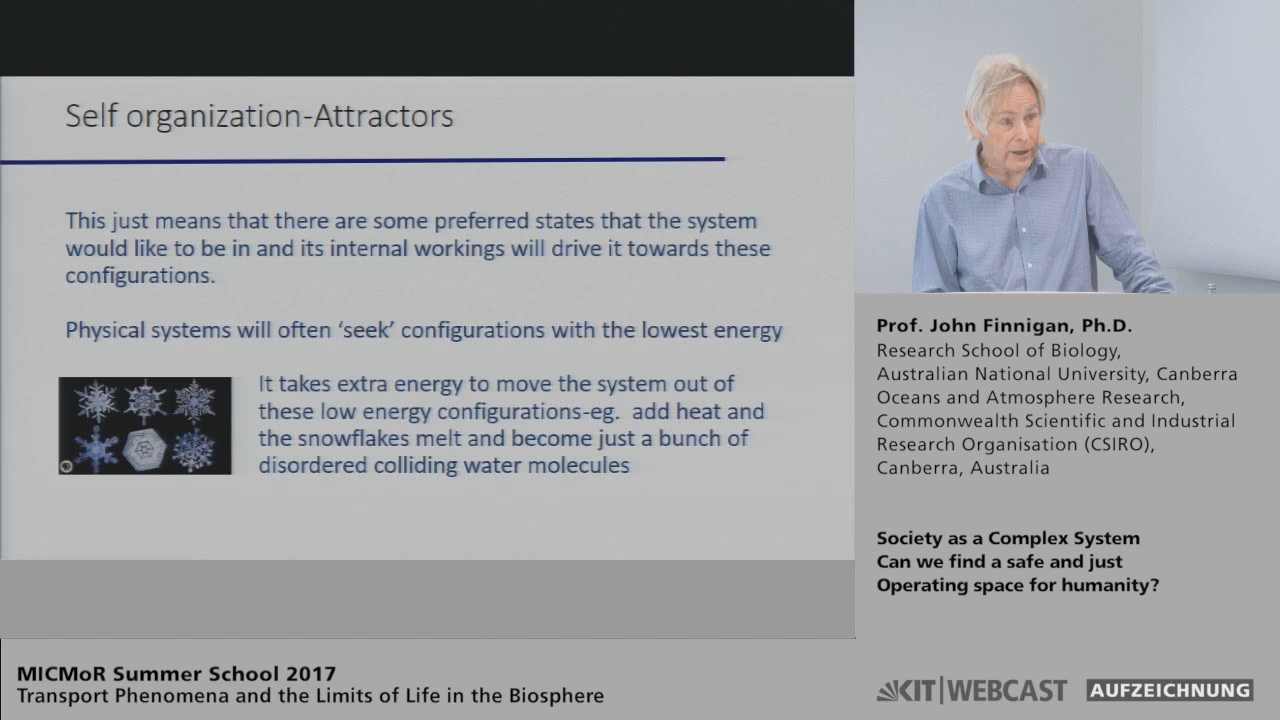 Self organization-Attractors
This just means that there are some preferred states that the system
would like to be in and its internal workings will drive it towards these
configurations.
Physical systems will often ‘seek’ configurations with the lowest energy
It takes extra energy to move the system out of
these low energy configurations-eg. add heat and
the snowflakes melt and become just a bunch of
disordered colliding water molecules
Prof. John Finnigan, Ph.D.
Research School of Biology,
Australian National University, Canberra
Oceans and Atmosphere Research,
Commonwealth Scientific and Industrial
Research Organisation (CSIRO),
Canberra, Australia
Society as a Complex System
Can we find a safe and just
Operating space for humanity?
MICMoR Summer School 2017
Transport Phenomena and the Limits of Life in the Biosphere
KIT|WEBCAST
AUFZEICHNUNG